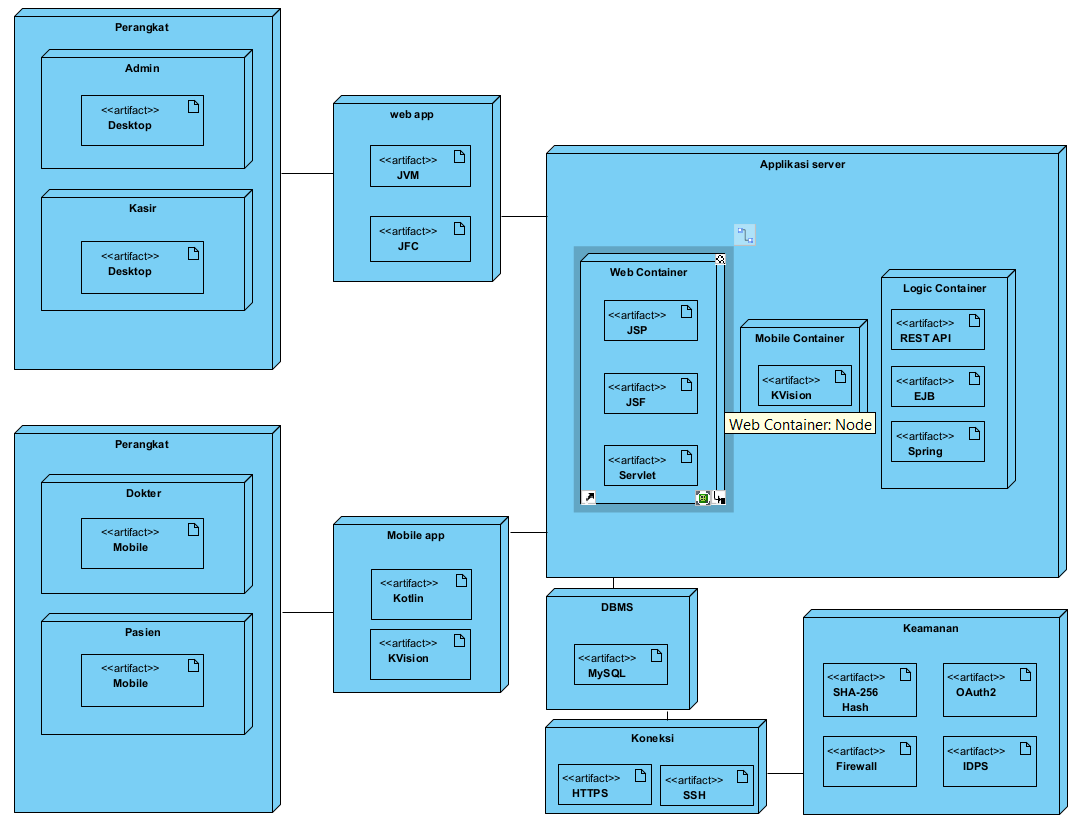 Perangkat
Admin
<<artifact>>
Desktop
Kasir
<<artifact>>
Desktop
web app
<<artifact>>
JVM
<<artifact>>
JFC
Applikasi server
Web Container
<<artifact>>
JSP
<<artifact>>
JSF
<<artifact>>
Servlet
Mobile Container
<<artifact>>
KVision
Web Container: Node
Logic Container
<<artifact>>
REST API
<<artifact>>
EJB
<<artifact>>
Spring
Perangkat
Dokter
<<artifact>>
Mobile
Pasien
<<artifact>>
Mobile
Mobile app
<<artifact>>
Kotlin
<<artifact>>
KVision
DBMS
<<artifact>>
MySQL
Koneksi
<<artifact>>
HTTPS
<<artifact>>
SSH
Keamanan
<<artifact>>
SHA-256
Hash
<<artifact>>
OAuth2
<<artifact>>
Firewall
<<artifact>>
IDPS